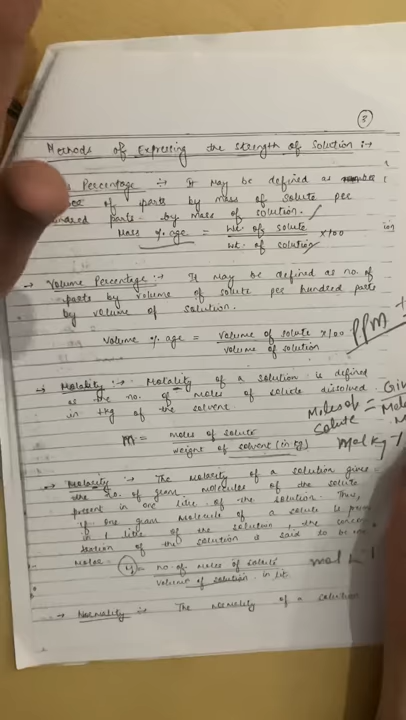 3
Methods of Expressing the strength of Solution :-
Percentage :- It may be defined as
of parts by mass of solute per
parts by mass of solution.
Mass %.age = wt. of solute / wt. of solution x100
→ Volume Percentage :- It may be defined as no. of
parts by volume of solute per hundred parts
by volume of solution.
Volume %.age = volume of solute x100 / volume of solution
PPM
→ Molality :- Molality of a solution is defined
as the no. of moles of solute dissolved
in 1kg of the solvent.
Moles of solute =
m = moles of solute / weight of solvent (in kg)
mol kg
→ Molarity :- The molarity of a solution gives
the no. of gram molecules of the solute
present in one litre of the solution. Thus,
if one gram molecule of a solute is
in 1 litre of the solution, the
of the solution is said to be
molar. M = no. of moles of solute / volume of solution in lit.
mol L-1
→ Normality :- The normality of a solution